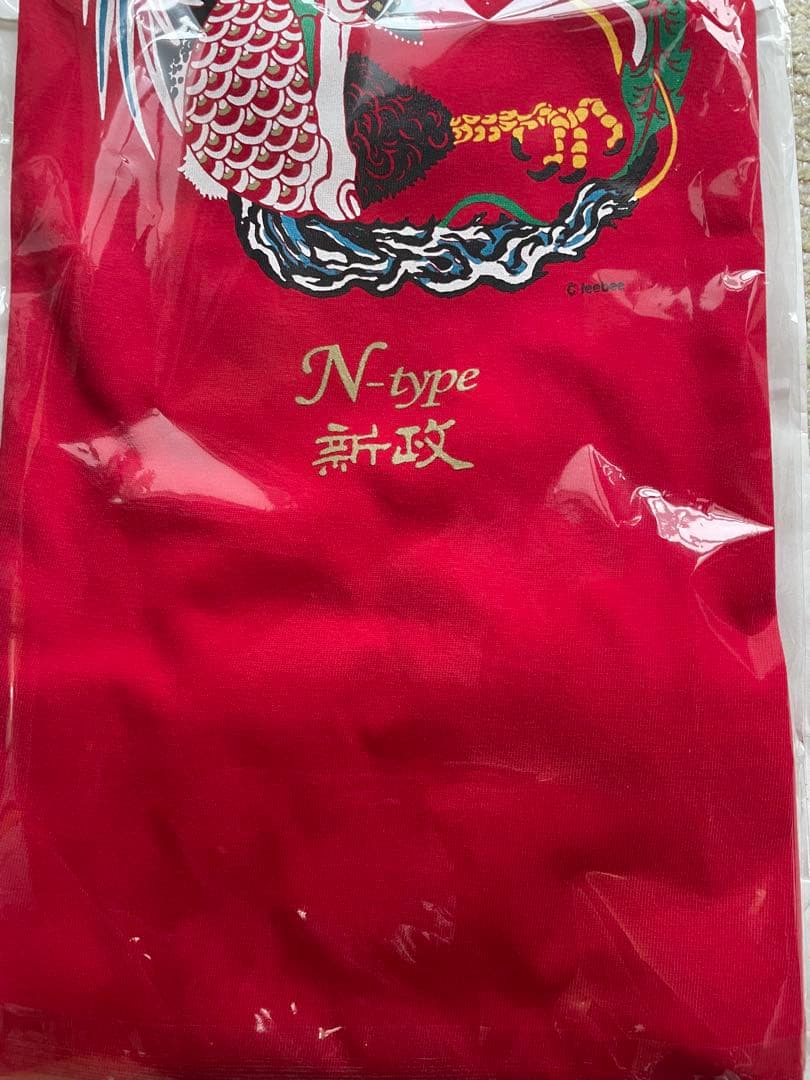 © leebee
N-type
新政